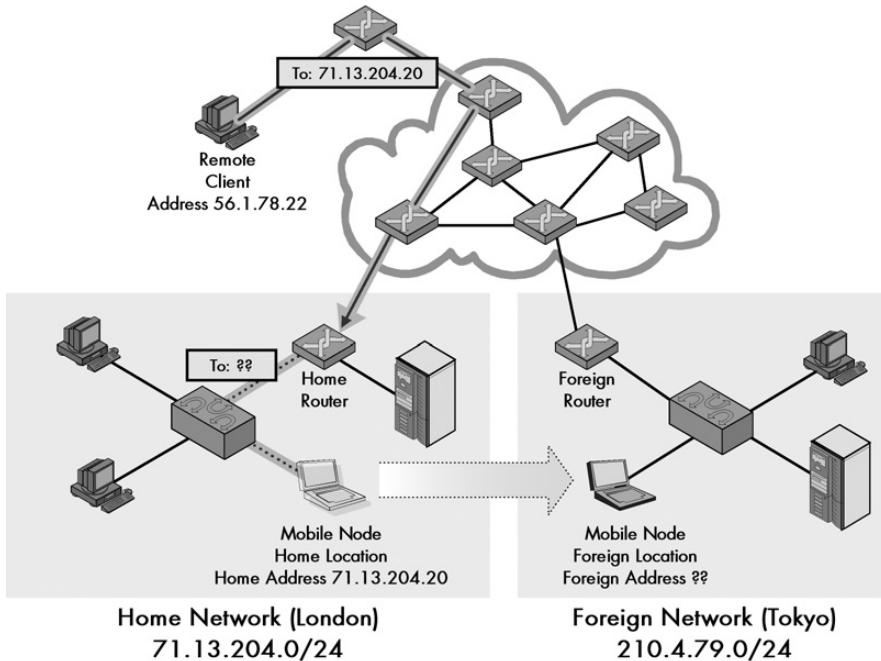 To: 71.13.204.20
Remote
Client
Address 56.1.78.22
To: ??
Home
Router
Foreign
Router
Mobile Node
Home Location
Home Address 71.13.204.20
Mobile Node
Foreign Location
Foreign Address ??
Home Network (London)
71.13.204.0/24
Foreign Network (Tokyo)
210.4.79.0/24